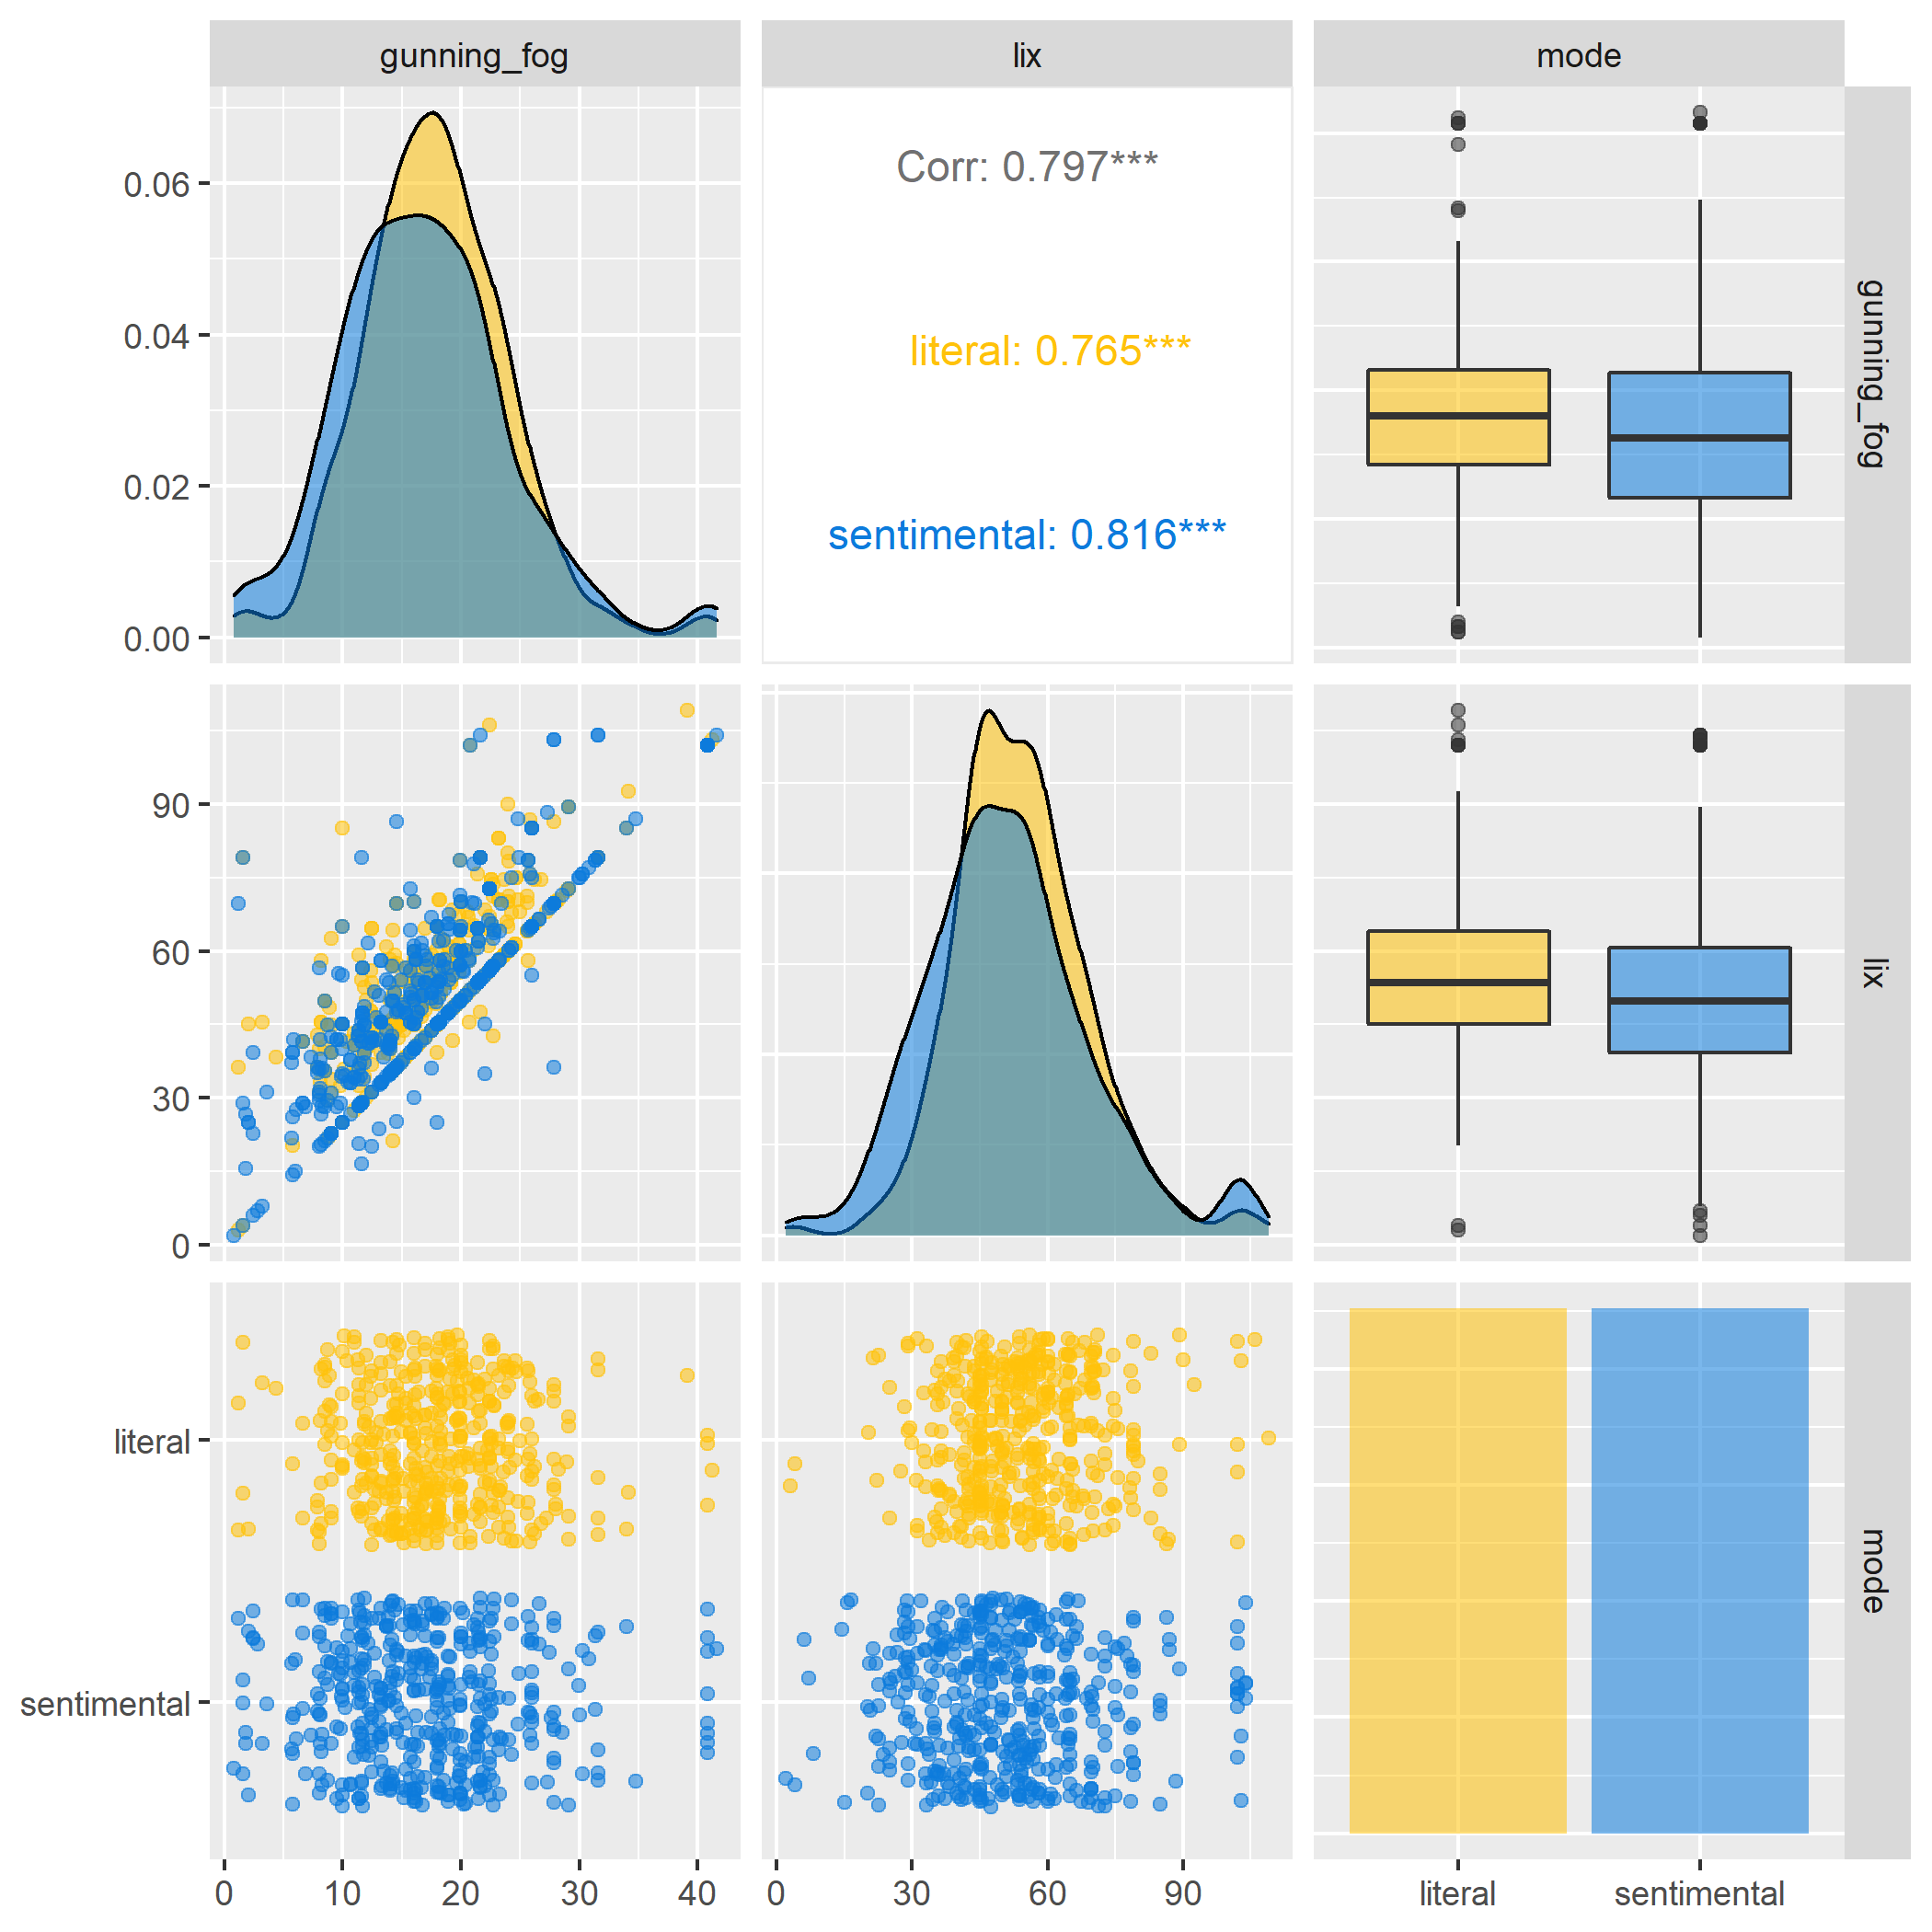 gunning_fog lix mode
0.06
0.04
0.02
0.00
Corr: 0.797***
literal: 0.765***
sentimental: 0.816***
gunning_fog
90
60
30
0
lix
literal
sentimental
mode
0 10 20 30 40
0 30 60 90
literal sentimental